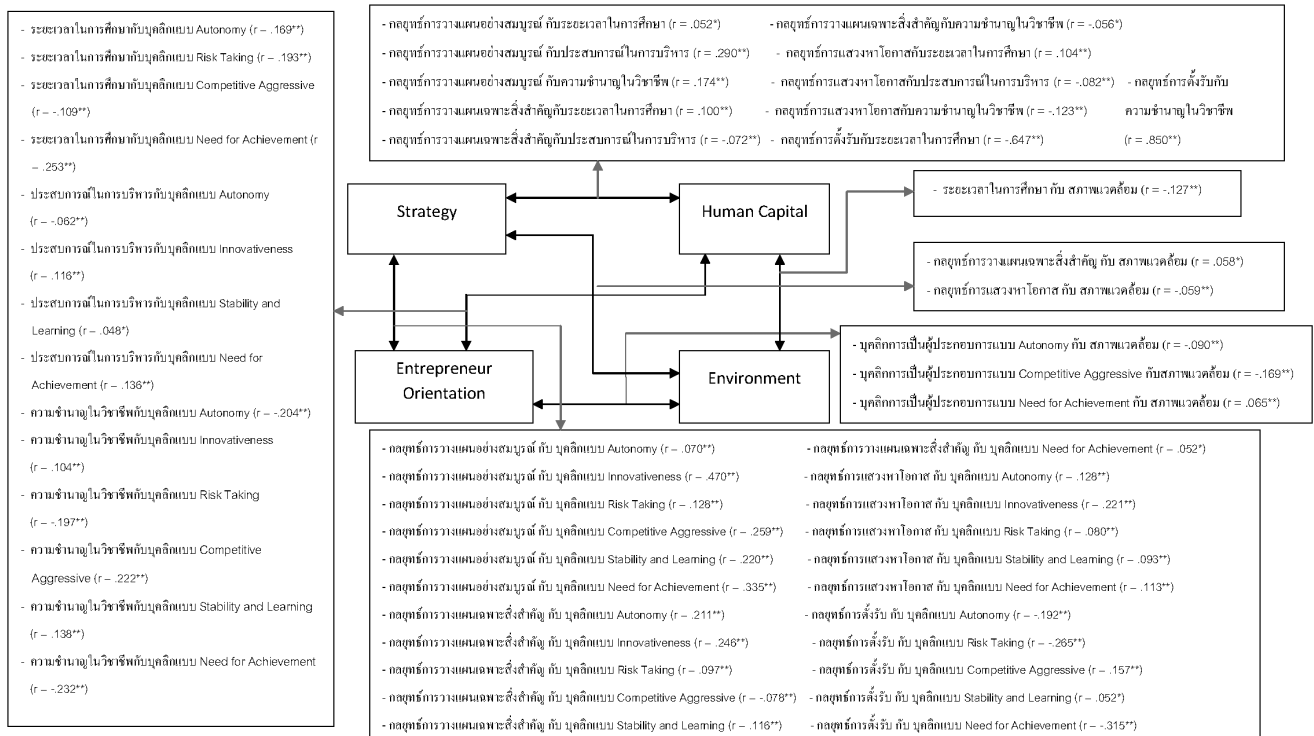 - ระยะเวลาในการศึกษากับบุคลิกแบบ Autonomy (r – .169**)
- ระยะเวลาในการศึกษากับบุคลิกแบบ Risk Taking (r – .193**)
- ระยะเวลาในการศึกษากับบุคลิกแบบ Competitive Aggressive
(r – -.109**)
- ระยะเวลาในการศึกษากับบุคลิกแบบ Need for Achievement (r
– .253**)
- ประสบการณ์ในการบริหารกับบุคลิกแบบ Autonomy
(r – -.062**)
- ประสบการณ์ในการบริหารกับบุคลิกแบบ Innovativeness
(r – .116**)
- ประสบการณ์ในการบริหารกับบุคลิกแบบ Stability and
Learning (r – .048*)
- ประสบการณ์ในการบริหารกับบุคลิกแบบ Need for
Achievement (r – .136**)
- ความชำนาญในวิชาชีพกับบุคลิกแบบ Autonomy (r – -.204**)
- ความชำนาญในวิชาชีพกับบุคลิกแบบ Innovativeness
(r – .104**)
- ความชำนาญในวิชาชีพกับบุคลิกแบบ Risk Taking
(r – -.197**)
- ความชำนาญในวิชาชีพกับบุคลิกแบบ Competitive
Aggressive (r – .222**)
- ความชำนาญในวิชาชีพกับบุคลิกแบบ Stability and Learning
(r – .138**)
- ความชำนาญในวิชาชีพกับบุคลิกแบบ Need for Achievement
(r – -.232**)
- กลยุทธ์การวางแผนอย่างสมบูรณ์ กับระยะเวลาในการศึกษา (r = .052*)
- กลยุทธ์การวางแผนอย่างสมบูรณ์ กับประสบการณ์ในการบริหาร (r = .290**)
- กลยุทธ์การวางแผนอย่างสมบูรณ์ กับความชำนาญในวิชาชีพ (r = .174**)
- กลยุทธ์การวางแผนเฉพาะสิ่งสำคัญกับระยะเวลาในการศึกษา (r = .100**)
- กลยุทธ์การวางแผนเฉพาะสิ่งสำคัญกับประสบการณ์ในการบริหาร (r = -.072**)
- กลยุทธ์การวางแผนเฉพาะสิ่งสำคัญกับความชำนาญในวิชาชีพ (r = -.056*)
- กลยุทธ์การแสวงหาโอกาสกับระยะเวลาในการศึกษา (r = .104**)
- กลยุทธ์การแสวงหาโอกาสกับประสบการณ์ในการบริหาร (r = -.082**)
- กลยุทธ์การแสวงหาโอกาสกับความชำนาญในวิชาชีพ (r = -.123**)
- กลยุทธ์การตั้งรับกับระยะเวลาในการศึกษา (r = -.647**)
- กลยุทธ์การตั้งรับกับ
ความชำนาญในวิชาชีพ
(r = .850**)
Strategy
Human Capital
- ระยะเวลาในการศึกษา กับ สภาพแวดล้อม (r = -.127**)
- กลยุทธ์การวางแผนเฉพาะสิ่งสำคัญ กับ สภาพแวดล้อม (r = .058*)
- กลยุทธ์การแสวงหาโอกาส กับ สภาพแวดล้อม (r = -.059**)
Entrepreneur
Orientation
Environment
- บุคลิกการเป็นผู้ประกอบการแบบ Autonomy กับ สภาพแวดล้อม (r = -.090**)
- บุคลิกการเป็นผู้ประกอบการแบบ Competitive Aggressive กับสภาพแวดล้อม (r = -.169**)
- บุคลิกการเป็นผู้ประกอบการแบบ Need for Achievement กับ สภาพแวดล้อม (r = .065**)
- กลยุทธ์การวางแผนอย่างสมบูรณ์ กับ บุคลิกแบบ Autonomy (r – .070**)
- กลยุทธ์การวางแผนอย่างสมบูรณ์ กับ บุคลิกแบบ Innovativeness (r – .470**)
- กลยุทธ์การวางแผนอย่างสมบูรณ์ กับ บุคลิกแบบ Risk Taking (r – .128**)
- กลยุทธ์การวางแผนอย่างสมบูรณ์ กับ บุคลิกแบบ Competitive Aggressive (r – .259**)
- กลยุทธ์การวางแผนอย่างสมบูรณ์ กับ บุคลิกแบบ Stability and Learning (r – .220**)
- กลยุทธ์การวางแผนอย่างสมบูรณ์ กับ บุคลิกแบบ Need for Achievement (r – .335**)
- กลยุทธ์การวางแผนเฉพาะสิ่งสำคัญ กับ บุคลิกแบบ Autonomy (r – .211**)
- กลยุทธ์การวางแผนเฉพาะสิ่งสำคัญ กับ บุคลิกแบบ Innovativeness (r – .246**)
- กลยุทธ์การวางแผนเฉพาะสิ่งสำคัญ กับ บุคลิกแบบ Risk Taking (r – .097**)
- กลยุทธ์การวางแผนเฉพาะสิ่งสำคัญ กับ บุคลิกแบบ Competitive Aggressive (r – -.078**)
- กลยุทธ์การวางแผนเฉพาะสิ่งสำคัญ กับ บุคลิกแบบ Stability and Learning (r – .116**)
- กลยุทธ์การวางแผนเฉพาะสิ่งสำคัญ กับ บุคลิกแบบ Need for Achievement (r – .052*)
- กลยุทธ์การแสวงหาโอกาส กับ บุคลิกแบบ Autonomy (r – .128**)
- กลยุทธ์การแสวงหาโอกาส กับ บุคลิกแบบ Innovativeness (r – .221**)
- กลยุทธ์การแสวงหาโอกาส กับ บุคลิกแบบ Risk Taking (r – .080**)
- กลยุทธ์การแสวงหาโอกาส กับ บุคลิกแบบ Stability and Learning (r – .093**)
- กลยุทธ์การแสวงหาโอกาส กับ บุคลิกแบบ Need for Achievement (r – .113**)
- กลยุทธ์การตั้งรับ กับ บุคลิกแบบ Autonomy (r – -.192**)
- กลยุทธ์การตั้งรับ กับ บุคลิกแบบ Risk Taking (r – -.265**)
- กลยุทธ์การตั้งรับ กับ บุคลิกแบบ Competitive Aggressive (r – .157**)
- กลยุทธ์การตั้งรับ กับ บุคลิกแบบ Stability and Learning (r – .052*)
- กลยุทธ์การตั้งรับ กับ บุคลิกแบบ Need for Achievement (r – -.315**)